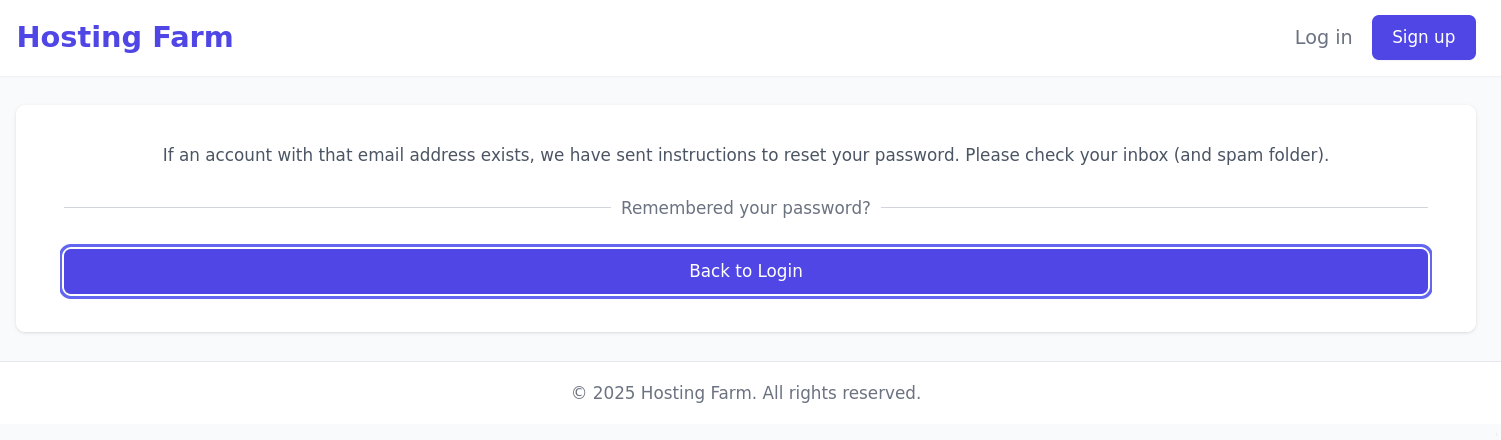 Hosting Farm
Log in
Sign up
If an account with that email address exists, we have sent instructions to reset your password. Please check your inbox (and spam folder).
Remembered your password?
Back to Login
© 2025 Hosting Farm. All rights reserved.